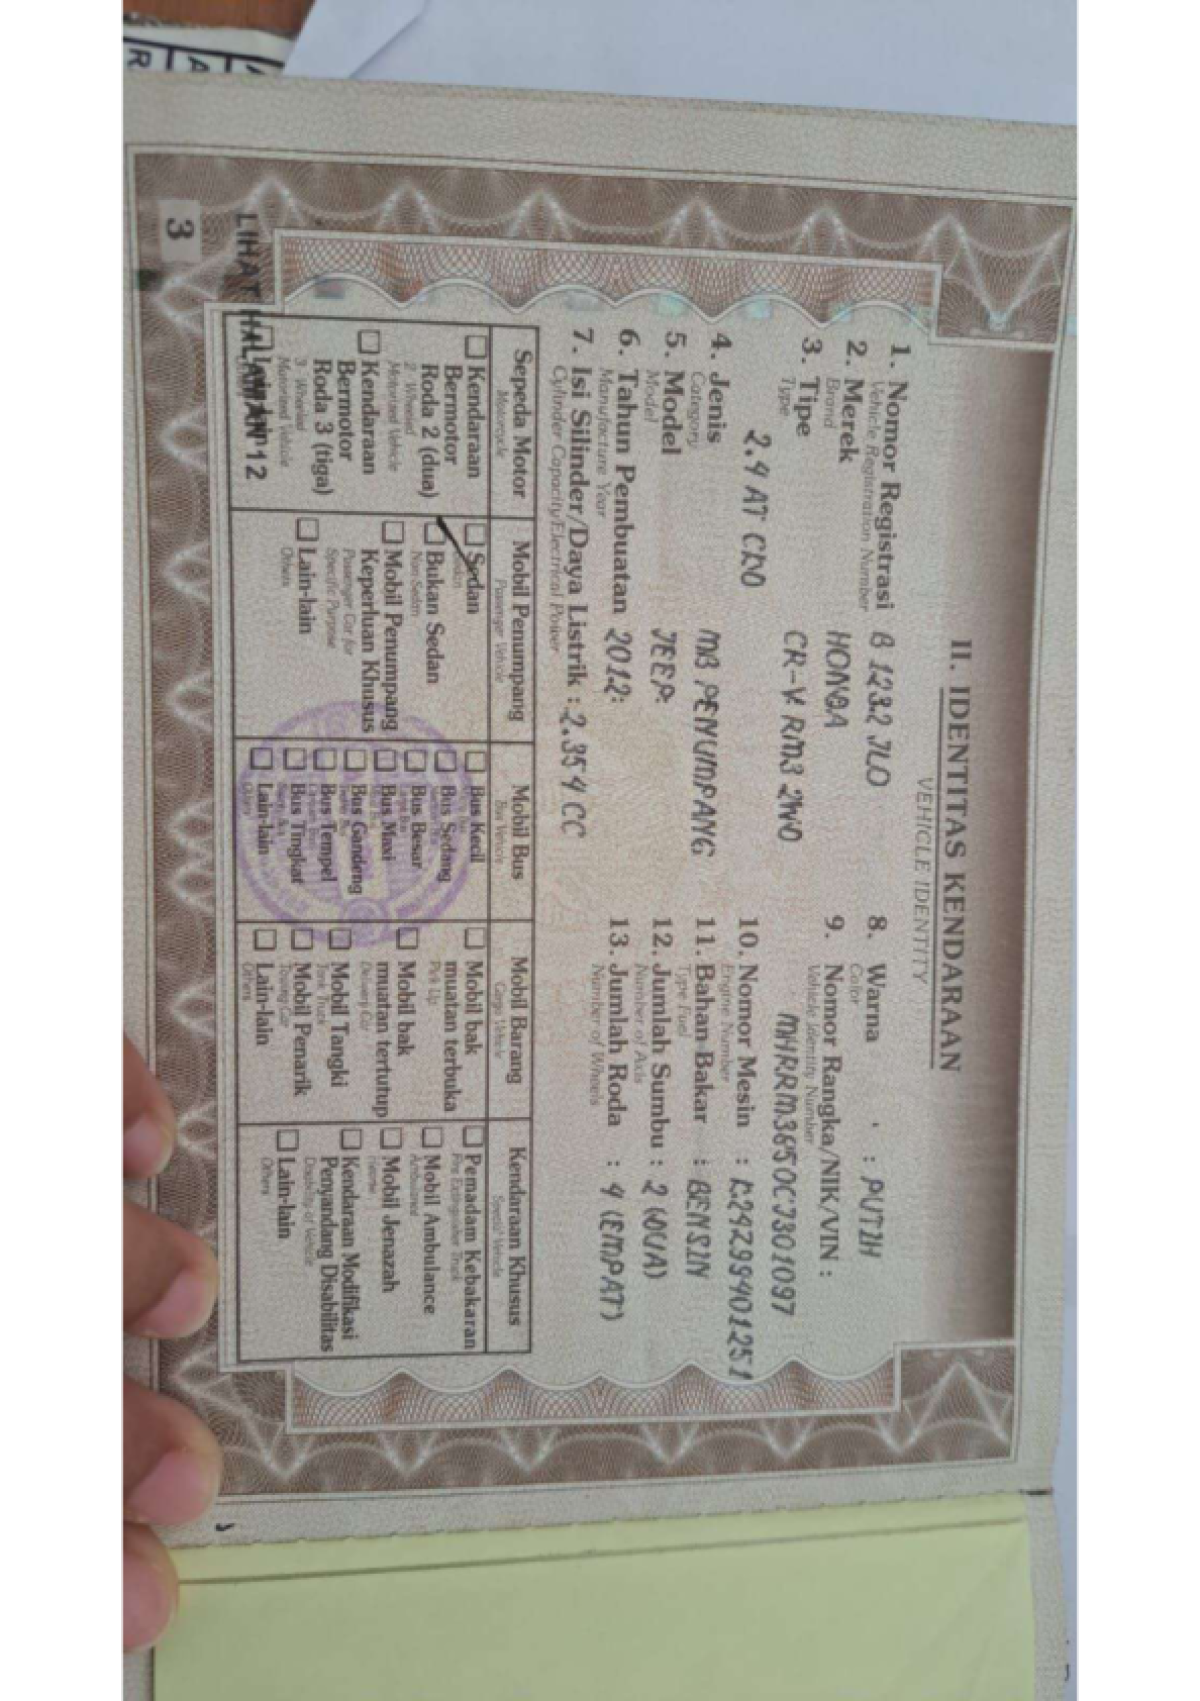 II. IDENTITAS KENDARAAN
VEHICLE IDENTITY
1. Nomor Registrasi B 1232 JLO
Vehicle Registration Number
2. Merek HONDA
Brand
3. Tipe CR-V RM3 2WD
Type
2.4 AT CKD
4. Jenis MB PENUMPANG
Category
5. Model JEEP
Model
6. Tahun Pembuatan 2012
Manufacture Year
7. Isi Silinder/Daya Listrik : 2.354 CC
Cylinder Capacity/Electrical Power
8. Warna : PUTIH
Color
9. Nomor Rangka/NIK/VIN :
Vehicle Identity Number
MHRRM3850CJ301097
10. Nomor Mesin :
Engine Number
11. Bahan Bakar : BENSIN
Type Fuel
12. Jumlah Sumbu : 2 (DUA)
Number of Axis
13. Jumlah Roda : 4 (EMPAT)
Number of Wheels
Sepeda Motor
Motorcycle
Kendaraan
Bermotor
Roda 2 (dua)
2 Wheeled
Motorised Vehicle
Kendaraan
Bermotor
Roda 3 (tiga)
3 Wheeled
Motorised Vehicle
Mobil Penumpang
Passenger Vehicle
Sedan
Sedan
Bukan Sedan
Non Sedan
Mobil Penumpang
Keperluan Khusus
Passenger Car for
Specific Purpose
Lain-lain
Others
Mobil Bus
Bus Vehicle
Bus Kecil
Bus Sedang
Bus Besar
Bus Maxi
Bus Gandeng
Bus Tempel
Bus Tingkat
Lain-lain
Others
Mobil Barang
Cargo Vehicle
Mobil bak
muatan terbuka
Pick Up
Mobil bak
muatan tertutup
Delivery Car
Mobil Tangki
Tank Truck
Mobil Penarik
Towing Car
Lain-lain
Others
Kendaraan Khusus
Special Vehicle
Pemadam Kebakaran
Fire Extinguisher Truck
Mobil Ambulance
Ambulance
Mobil Jenazah
Hearse
Kendaraan Modifikasi
Penyandang Disabilitas
Disability of Vehicle
Lain-lain
Others
LIHAT HALAMAN 12
3